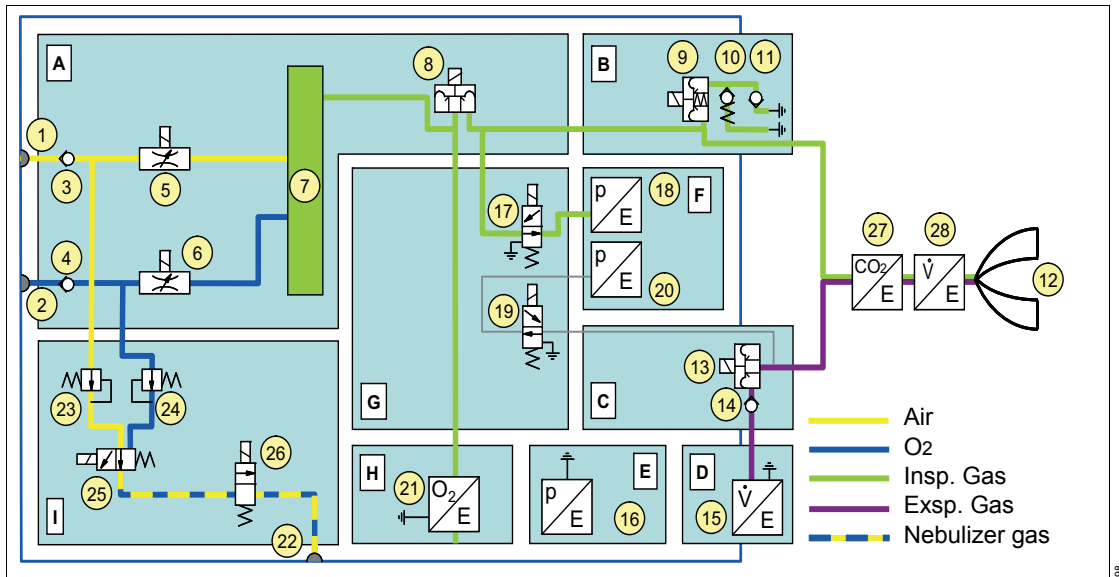 A
8
B
9
10
11
1
3
5
7
4
6
2
17
p
E
18
F
p
E
20
19
27
28
CO2
E
V̇
E
12
13
14
C
23
24
25
26
I
22
G
H
21
O2
E
p
E
E
16
D
15
V̇
E
Air
O2
Insp. Gas
Exsp. Gas
Nebulizer gas